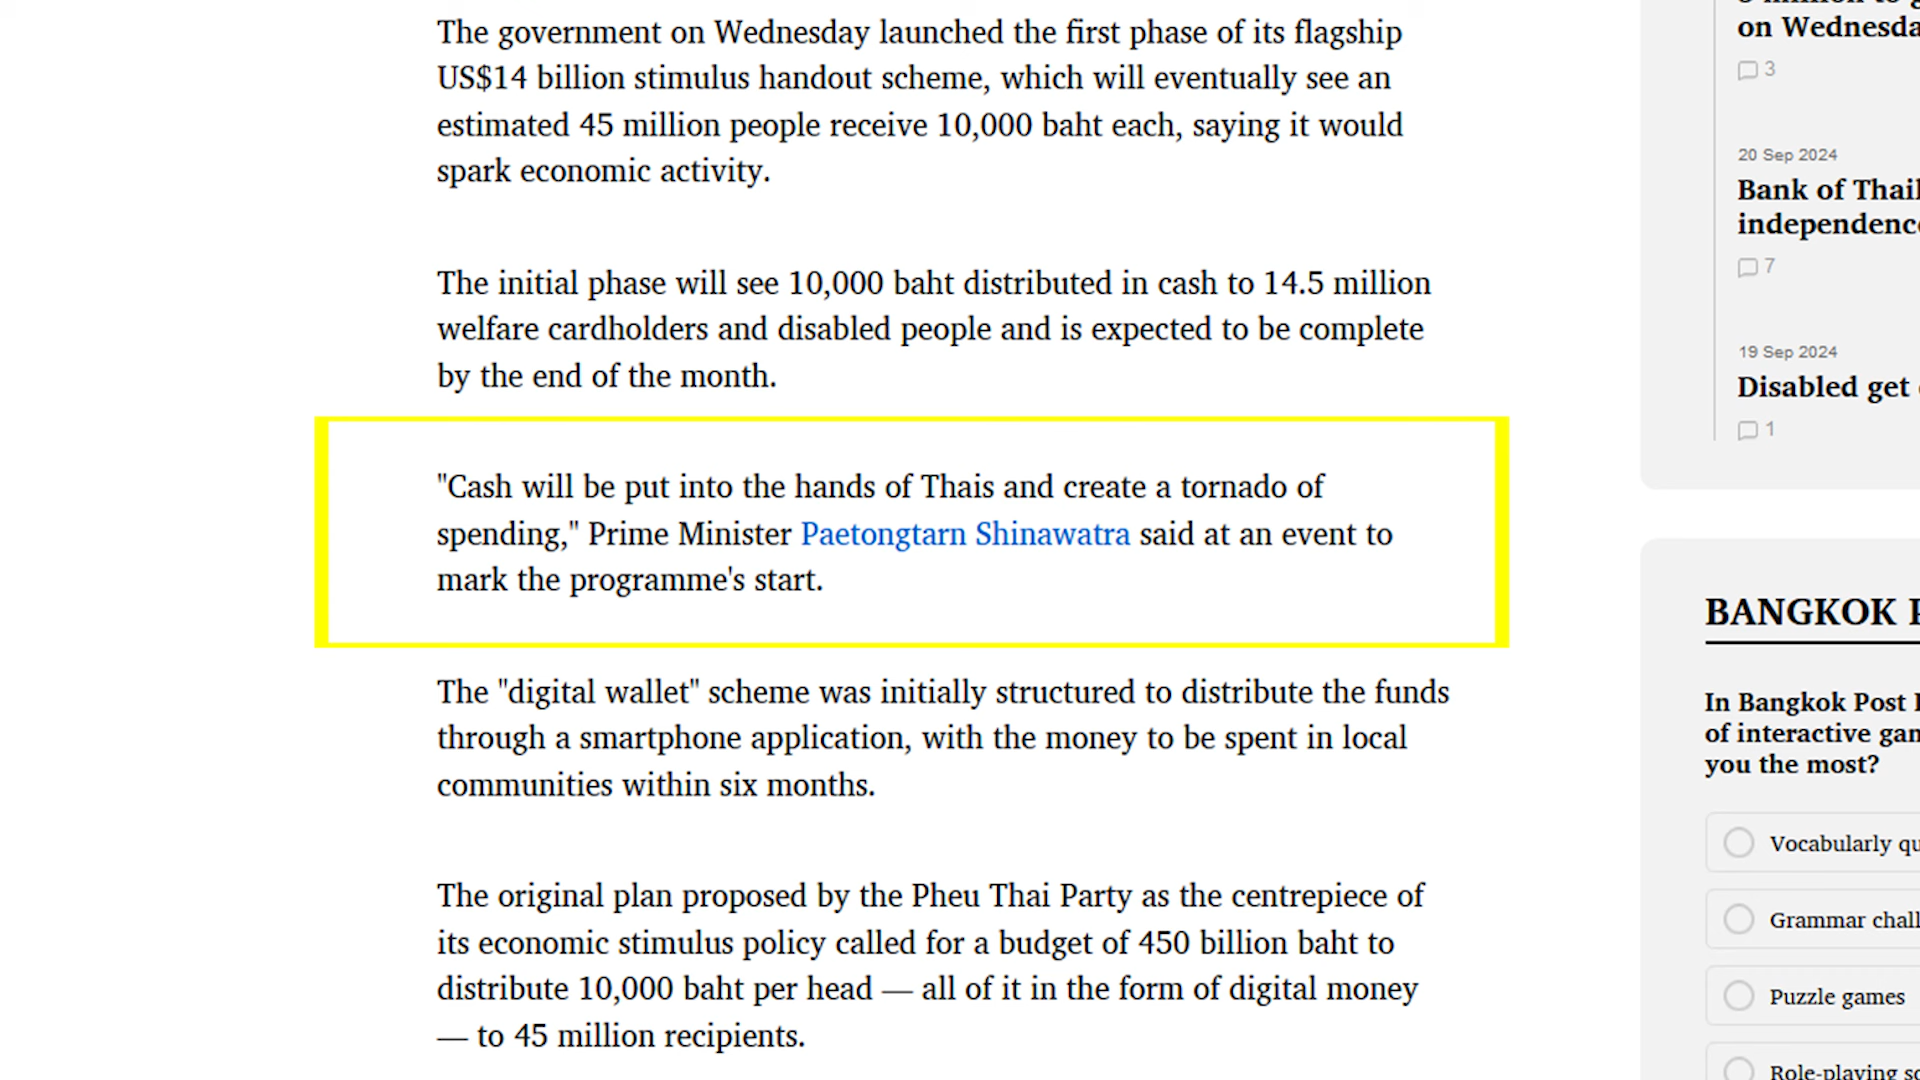 The government on Wednesday launched the first phase of its flagship
US$14 billion stimulus handout scheme, which will eventually see an
estimated 45 million people receive 10,000 baht each, saying it would
spark economic activity.
The initial phase will see 10,000 baht distributed in cash to 14.5 million
welfare cardholders and disabled people and is expected to be complete
by the end of the month.
"Cash will be put into the hands of Thais and create a tornado of
spending," Prime Minister Paetongtarn Shinawatra said at an event to
mark the programme's start.
The "digital wallet" scheme was initially structured to distribute the funds
through a smartphone application, with the money to be spent in local
communities within six months.
The original plan proposed by the Pheu Thai Party as the centrepiece of
its economic stimulus policy called for a budget of 450 billion baht to
distribute 10,000 baht per head — all of it in the form of digital money
— to 45 million recipients.
on Wednesda
3
20 Sep 2024
Bank of Thail
independenc
7
19 Sep 2024
Disabled get
1
BANGKOK P
In Bangkok Post
of interactive gam
you the most?
Vocabularly qu
Grammar chall
Puzzle games
Role-playing